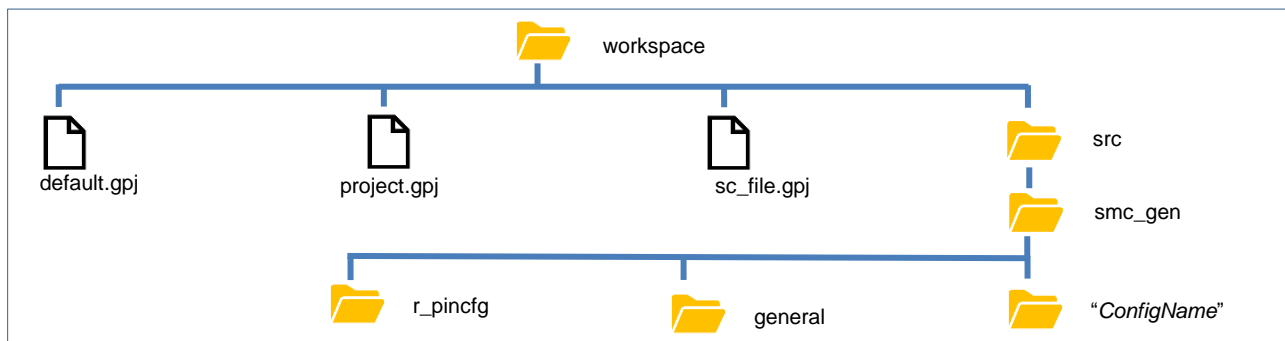 workspace
src
default.gpj
project.gpj
sc_file.gpj
smc_gen
r_pincfg
general
“ConfigName”